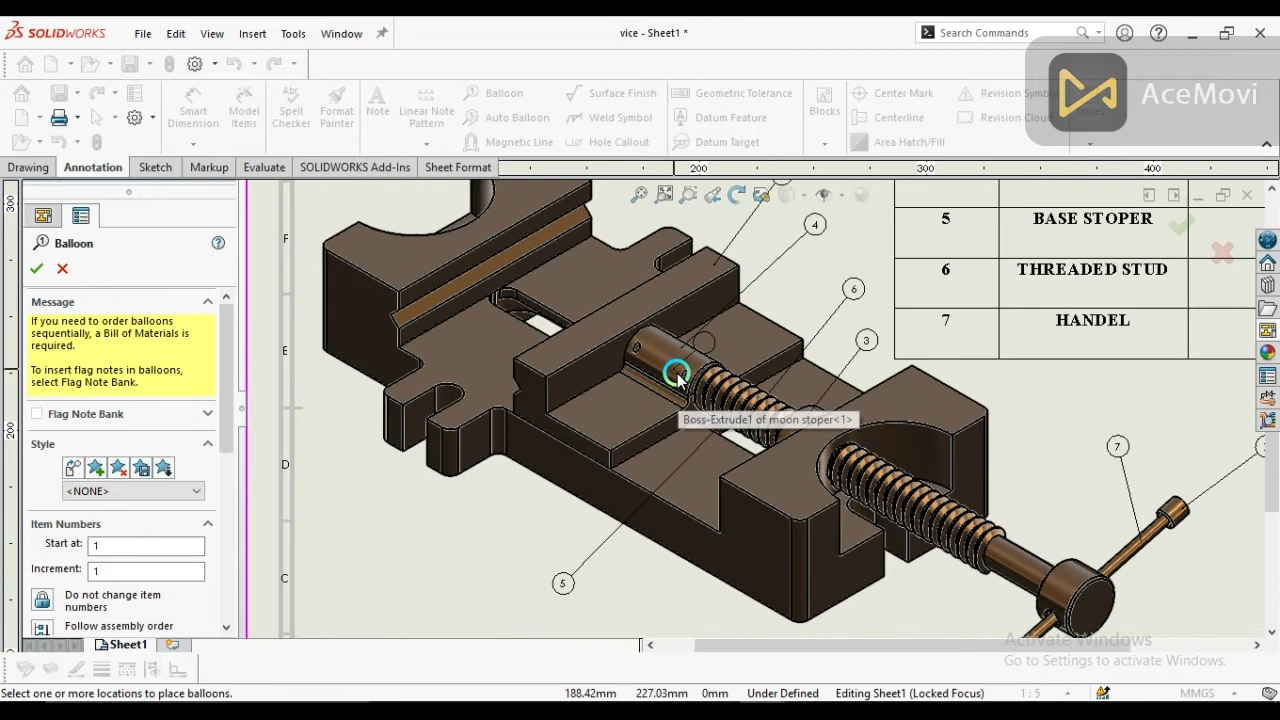 SOLIDWORKS File Edit View Insert Tools Window vice - Sheet1 * Search Commands
AceMovi
Smart Dimension
Model Items
Spell Checker
Format Painter
Note
Linear Note Pattern
Balloon
Auto Balloon
Magnetic Line
Surface Finish
Weld Symbol
Hole Callout
Geometric Tolerance
Datum Feature
Datum Target
Blocks
Center Mark
Centerline
Area Hatch/Fill
Revision Symbol
Revision Cloud
Tables
Drawing Annotation Sketch Markup Evaluate SOLIDWORKS Add-Ins Sheet Format
200 300 400
300
200
F
E
D
C
Balloon
Message
If you need to order balloons
sequentially, a Bill of Materials is
required.
To insert flag notes in balloons,
select Flag Note Bank.
Flag Note Bank
Style
<NONE>
Item Numbers
Start at: 1
Increment: 1
Do not change item
numbers
Follow assembly order
4
6
3
7
5
Boss-Extrude1 of moon stoper<1>
5 BASE STOPER
6 THREADED STUD
7 HANDEL
Sheet1
Activate Windows
Go to Settings to activate Windows.
Select one or more locations to place balloons. 188.42mm 227.03mm 0mm Under Defined Editing Sheet1 (Locked Focus) 1 : 5 MMGS